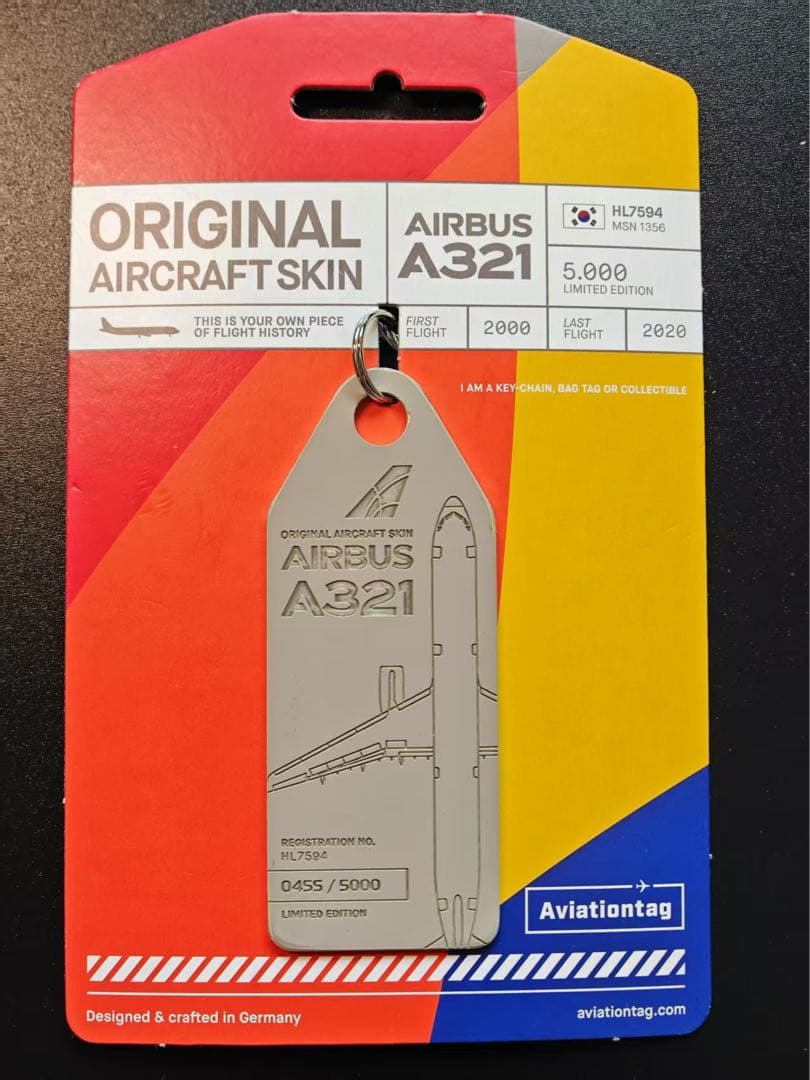 ORIGINAL
AIRCRAFT SKIN
AIRBUS
A321
HL7594
MSN 1356
5.000
LIMITED EDITION
THIS IS YOUR OWN PIECE
OF FLIGHT HISTORY
FIRST
FLIGHT
2000
LAST
FLIGHT
2020
I AM A KEY-CHAIN, BAG TAG OR COLLECTIBLE
ORIGINAL AIRCRAFT SKIN
AIRBUS
A321
REGISTRATION NO.
HL7594
0455 / 5000
LIMITED EDITION
Aviationtag
Designed & crafted in Germany
aviationtag.com